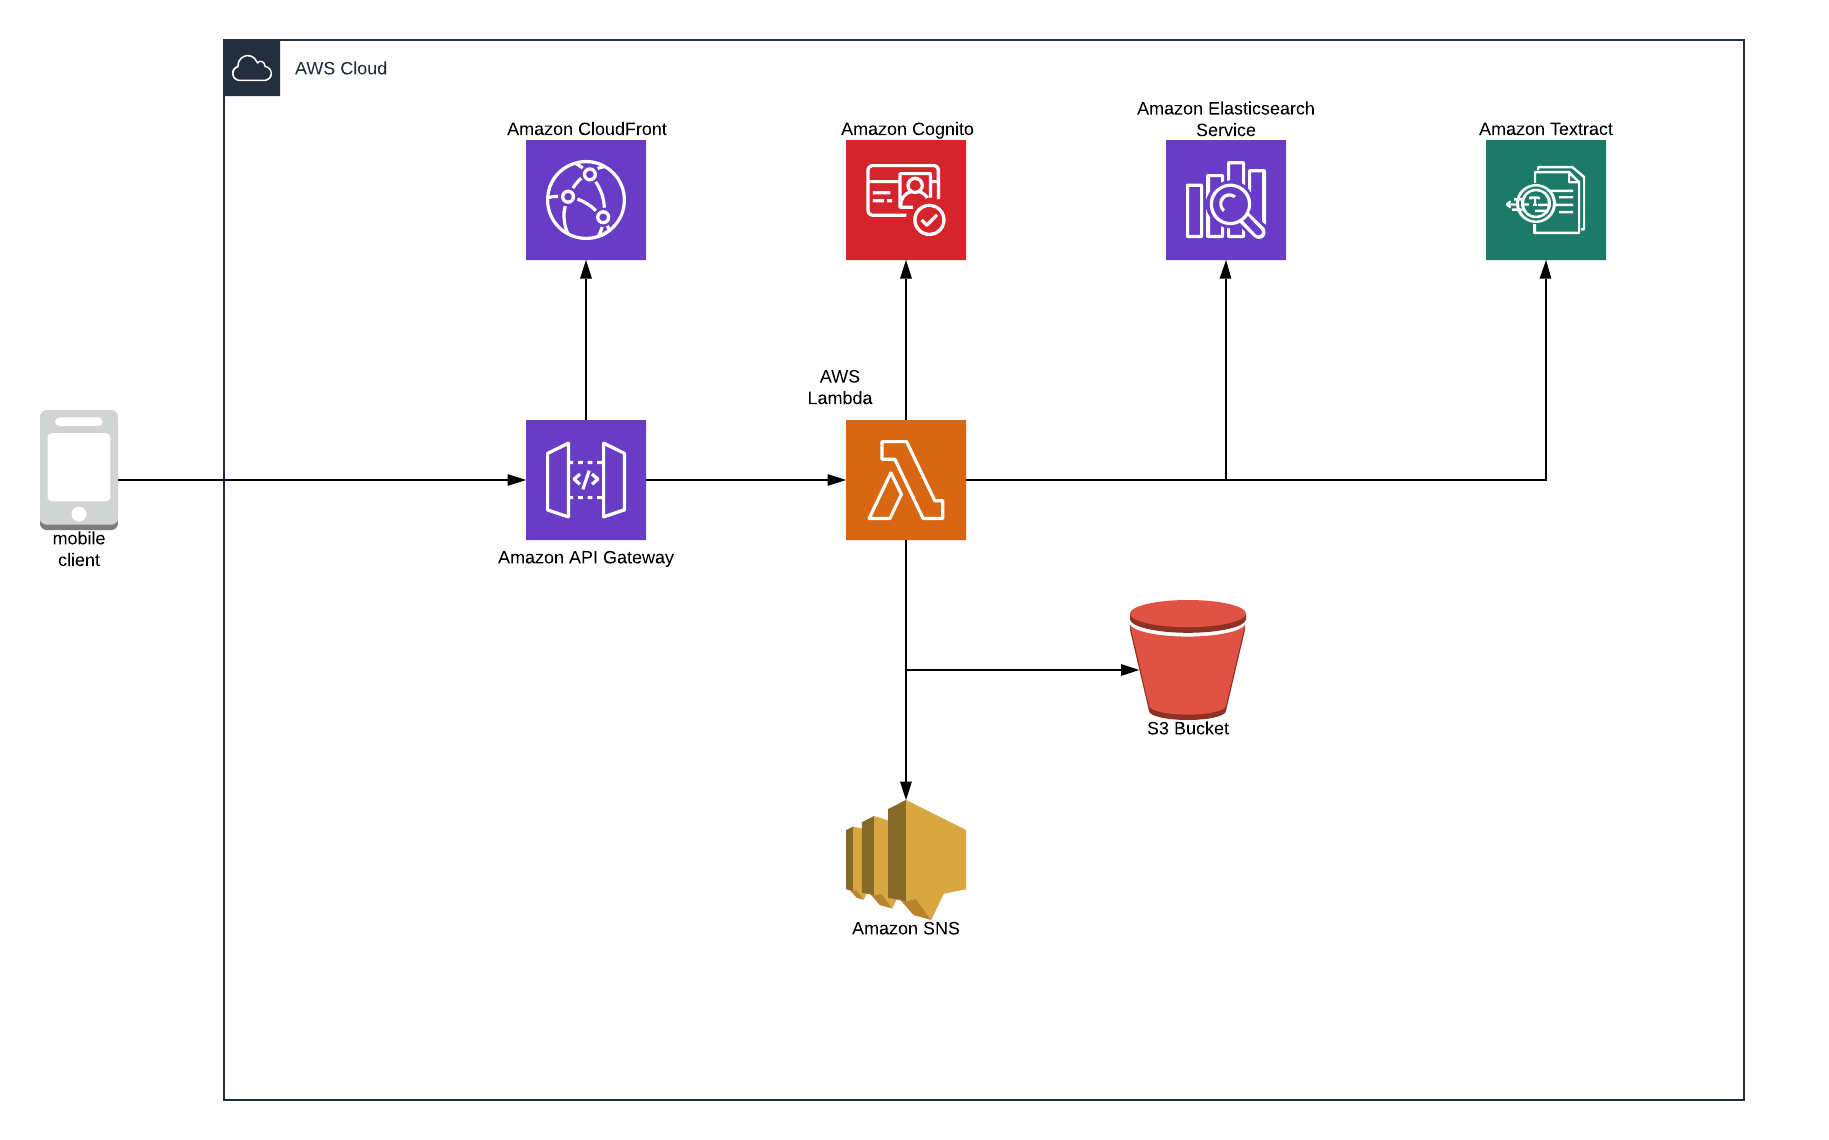 AWS Cloud
Amazon CloudFront
Amazon Cognito
Amazon Elasticsearch
Service
Amazon Textract
AWS
Lambda
mobile
client
</>
Amazon API Gateway
T
S3 Bucket
Amazon SNS